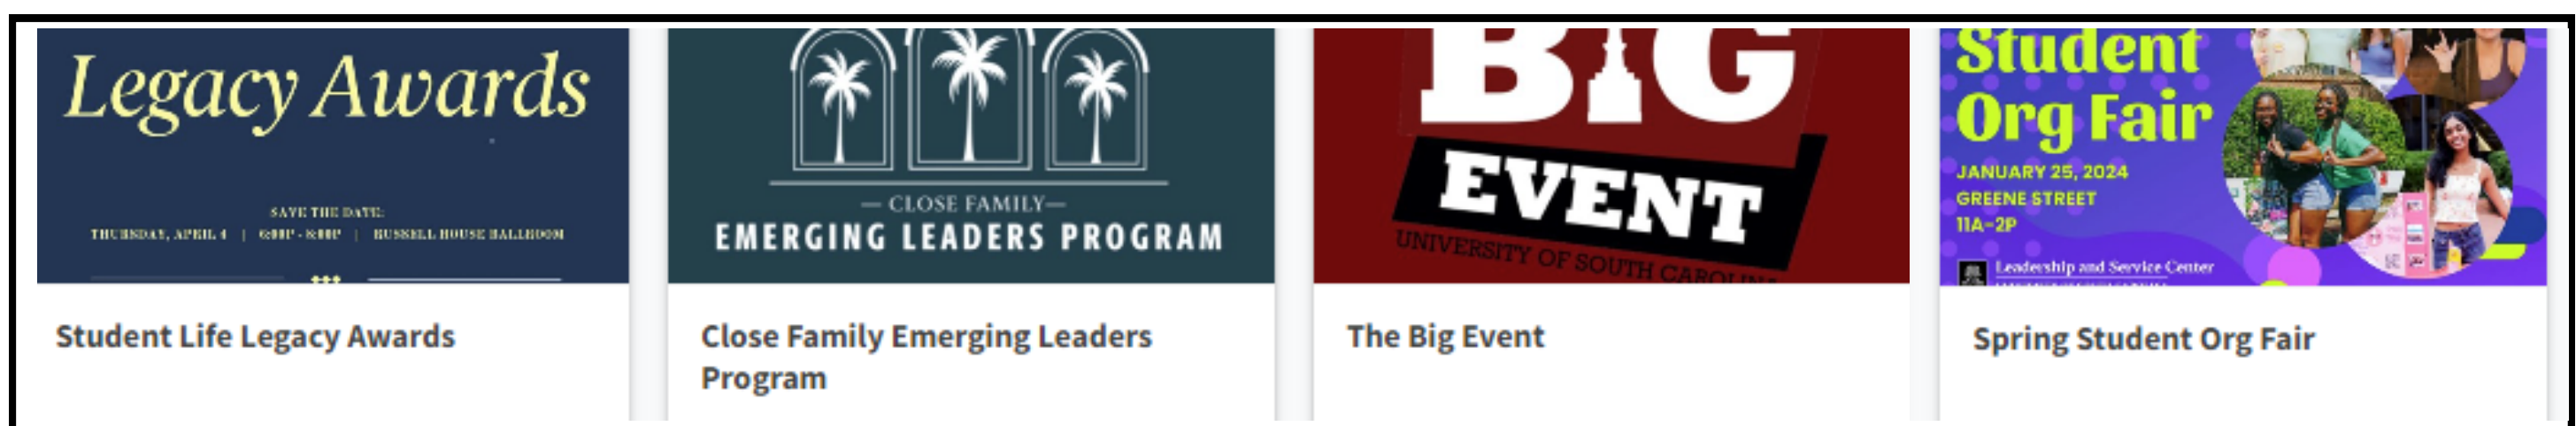 Legacy Awards
SAVE THE DATE:
THURSDAY, APRIL 4 | 6:00P - 8:00P | RUSSELL HOUSE BALLROOM
Student Life Legacy Awards
— CLOSE FAMILY—
EMERGING LEADERS PROGRAM
Close Family Emerging Leaders
Program
BIG
EVENT
UNIVERSITY OF SOUTH CAROLINA
The Big Event
Student
Org Fair
JANUARY 25, 2024
GREENE STREET
11A-2P
Leadership and Service Center
Spring Student Org Fair